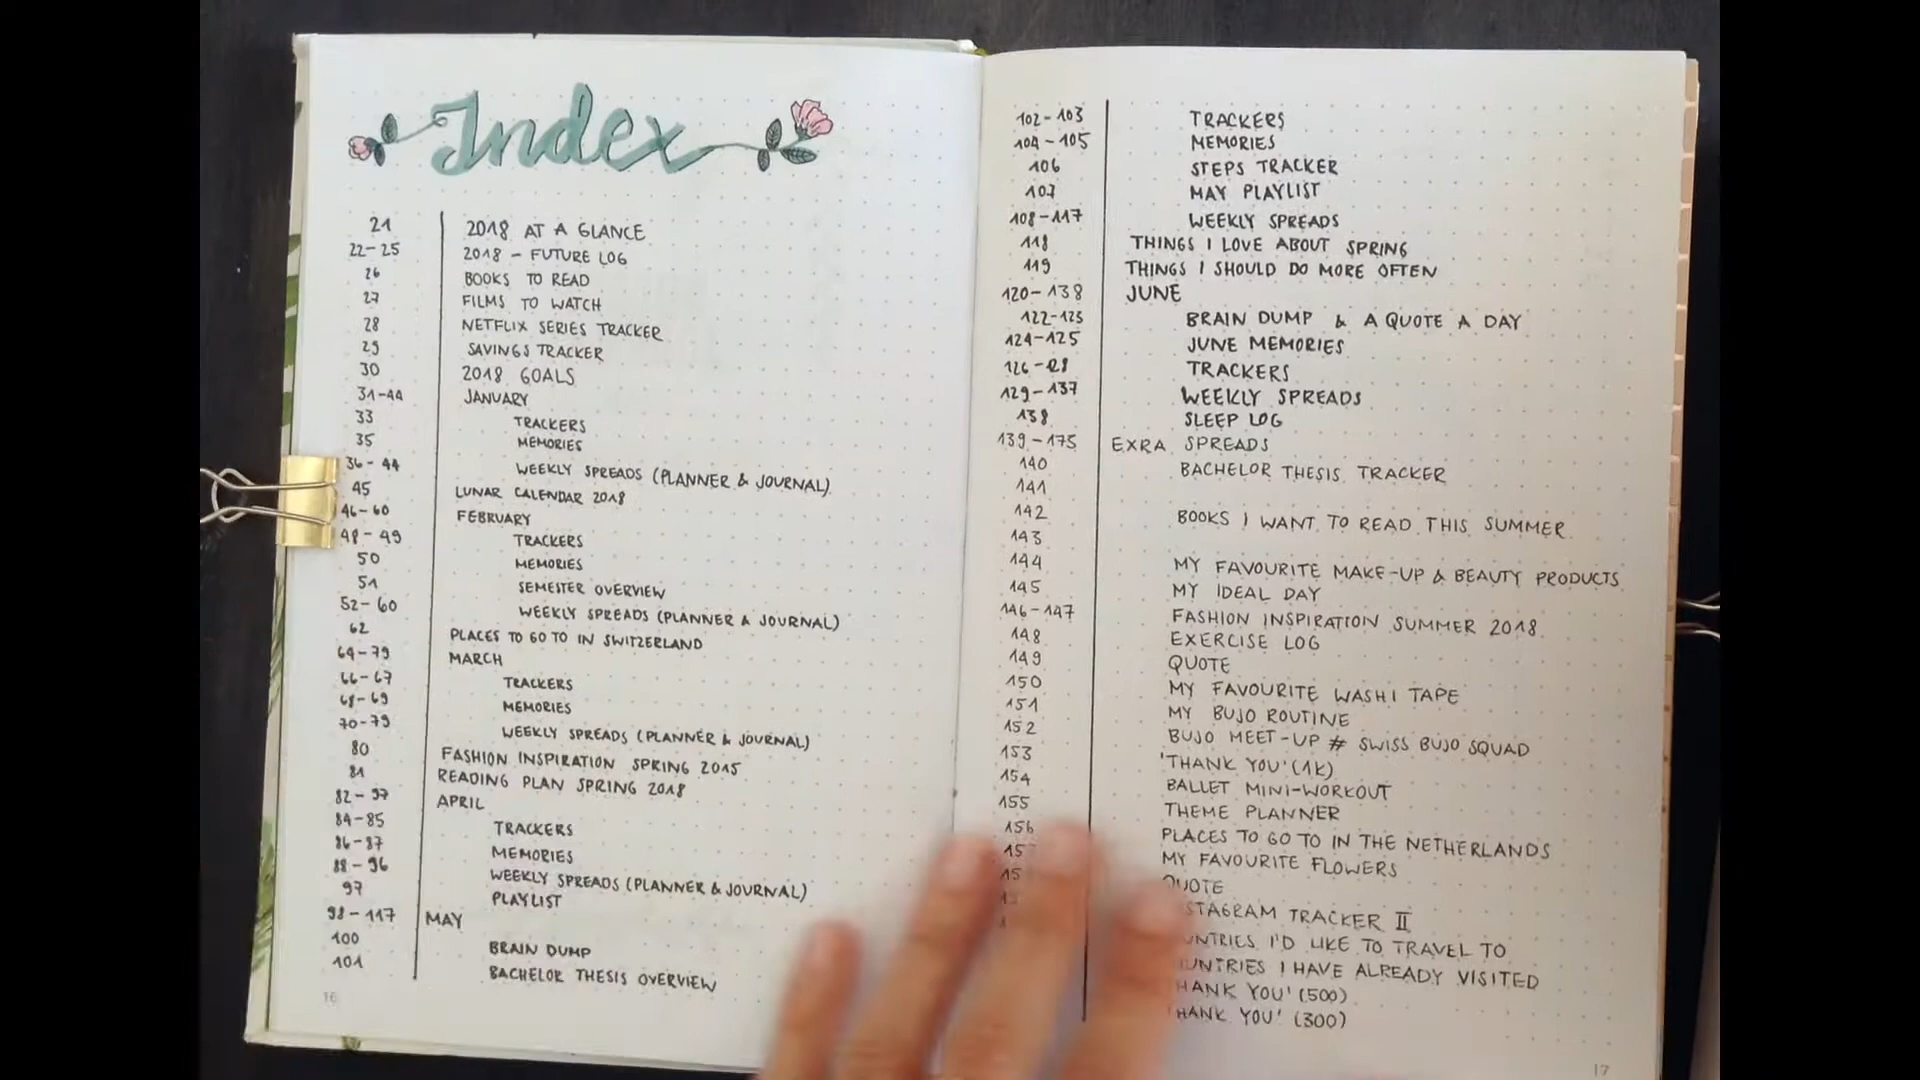 Index
21 2018 AT A GLANCE
22-25 2018 - FUTURE LOG
26 BOOKS TO READ
27 FILMS TO WATCH
28 NETFLIX SERIES TRACKER
29 SAVINGS TRACKER
30 2018 GOALS
31-44 JANUARY
33 TRACKERS
35 MEMORIES
36-44 WEEKLY SPREADS (PLANNER & JOURNAL)
45 LUNAR CALENDAR 2018
46-60 FEBRUARY
48-49 TRACKERS
50 MEMORIES
51 SEMESTER OVERVIEW
52-60 WEEKLY SPREADS (PLANNER & JOURNAL)
62 PLACES TO GO TO IN SWITZERLAND
64-79 MARCH
66-67 TRACKERS
68-69 MEMORIES
70-79 WEEKLY SPREADS (PLANNER & JOURNAL)
80 FASHION INSPIRATION SPRING 2015
81 READING PLAN SPRING 2018
82-97 APRIL
84-85 TRACKERS
86-87 MEMORIES
88-96 WEEKLY SPREADS (PLANNER & JOURNAL)
97 PLAYLIST
98-117 MAY
100 BRAIN DUMP
101 BACHELOR THESIS OVERVIEW
16
102-103 TRACKERS
104-105 MEMORIES
106 STEPS TRACKER
107 MAY PLAYLIST
108-117 WEEKLY SPREADS
118 THINGS I LOVE ABOUT SPRING
119 THINGS I SHOULD DO MORE OFTEN
120-138 JUNE
122-123 BRAIN DUMP & A QUOTE A DAY
124-125 JUNE MEMORIES
126-128 TRACKERS
129-137 WEEKLY SPREADS
138 SLEEP LOG
139-175 EXRA SPREADS
140 BACHELOR THESIS TRACKER
141
142 BOOKS I WANT TO READ THIS SUMMER
143
144 MY FAVOURITE MAKE-UP & BEAUTY PRODUCTS
145 MY IDEAL DAY
146-147 FASHION INSPIRATION SUMMER 2018
148 EXERCISE LOG
149 QUOTE
150 MY FAVOURITE WASHI TAPE
151 MY BUJO ROUTINE
152 BUJO MEET-UP # SWISS BUJO SQUAD
153 'THANK YOU' (1K)
154 BALLET MINI-WORKOUT
155 THEME PLANNER
156 PLACES TO GO TO IN THE NETHERLANDS
MY FAVOURITE FLOWERS
QUOTE
TRACKER II
I'D LIKE TO TRAVEL TO
I HAVE ALREADY VISITED
YOU' (500)
YOU' (300)
17